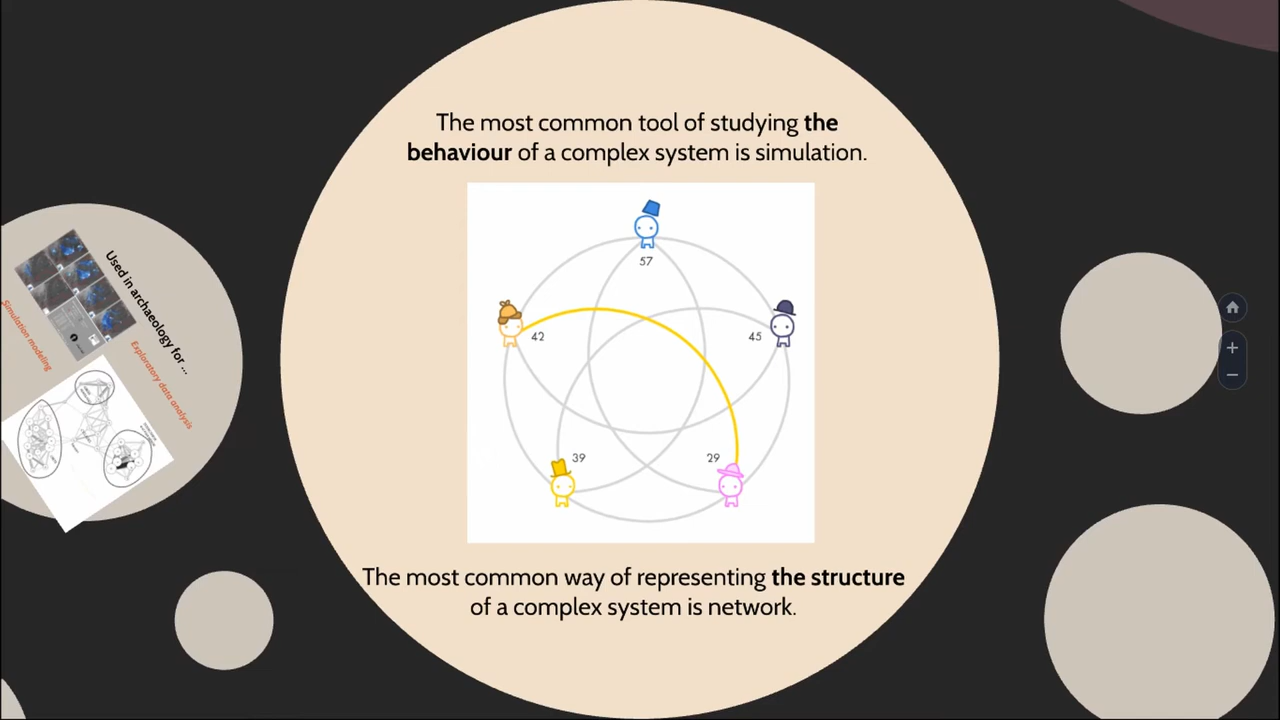 The most common tool of studying the
behaviour of a complex system is simulation.
57
42
45
39
29
The most common way of representing the structure
of a complex system is network.
Used in archaeology for ...
Simulation modeling
Exploratory data analysis